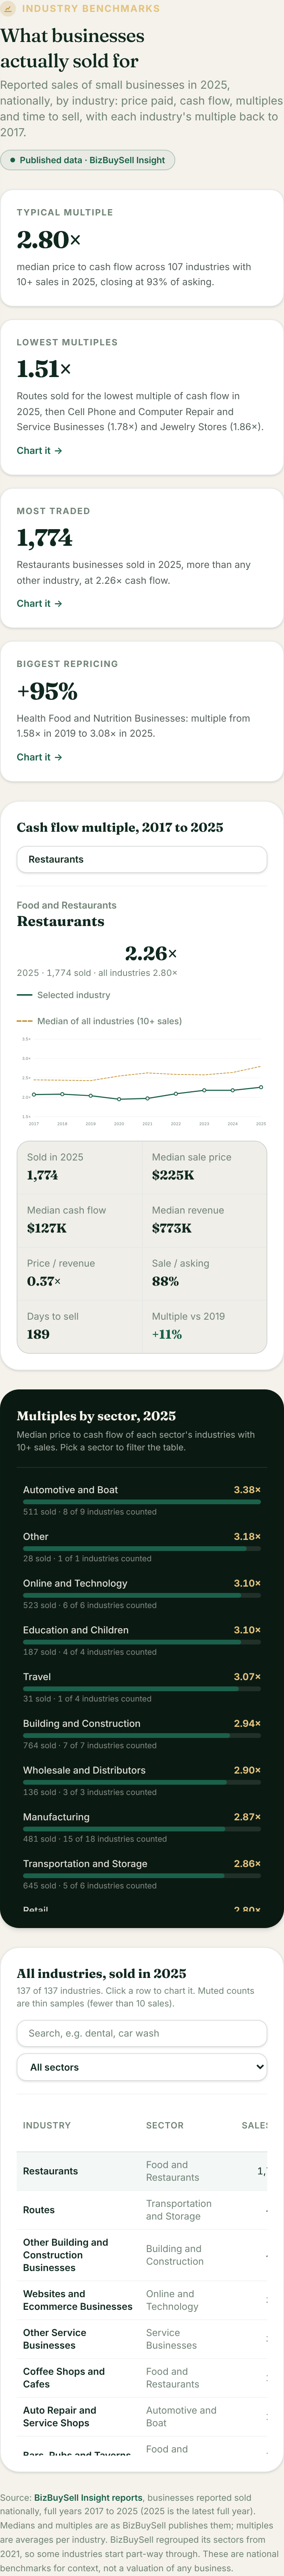 INDUSTRY BENCHMARKS
What businesses
actually sold for
Reported sales of small businesses in 2025,
nationally, by industry: price paid, cash flow, multiples
and time to sell, with each industry's multiple back to
2017.
Published data · BizBuySell Insight
TYPICAL MULTIPLE
2.80×
median price to cash flow across 107 industries with
10+ sales in 2025, closing at 93% of asking.
LOWEST MULTIPLES
1.51×
Routes sold for the lowest multiple of cash flow in
2025, then Cell Phone and Computer Repair and
Service Businesses (1.78×) and Jewelry Stores (1.86×).
Chart it →
MOST TRADED
1,774
Restaurants businesses sold in 2025, more than any
other industry, at 2.26× cash flow.
Chart it →
BIGGEST REPRICING
+95%
Health Food and Nutrition Businesses: multiple from
1.58× in 2019 to 3.08× in 2025.
Chart it →
Cash flow multiple, 2017 to 2025
Restaurants
Food and Restaurants
Restaurants
2.26×
2025 · 1,774 sold · all industries 2.80×
Selected industry
Median of all industries (10+ sales)
3.5×
3.0×
2.5×
2.0×
1.5×
2017 2018 2019 2020 2021 2022 2023 2024 2025
Sold in 2025 Median sale price
1,774 $225K
Median cash flow Median revenue
$127K $773K
Price / revenue Sale / asking
0.37× 88%
Days to sell Multiple vs 2019
189 +11%
Multiples by sector, 2025
Median price to cash flow of each sector's industries with
10+ sales. Pick a sector to filter the table.
Automotive and Boat 3.38×
511 sold · 8 of 9 industries counted
Other 3.18×
28 sold · 1 of 1 industries counted
Online and Technology 3.10×
523 sold · 6 of 6 industries counted
Education and Children 3.10×
187 sold · 4 of 4 industries counted
Travel 3.07×
31 sold · 1 of 4 industries counted
Building and Construction 2.94×
764 sold · 7 of 7 industries counted
Wholesale and Distributors 2.90×
136 sold · 3 of 3 industries counted
Manufacturing 2.87×
481 sold · 15 of 18 industries counted
Transportation and Storage 2.86×
645 sold · 5 of 6 industries counted
Retail 2.80×
All industries, sold in 2025
137 of 137 industries. Click a row to chart it. Muted counts
are thin samples (fewer than 10 sales).
Search, e.g. dental, car wash
All sectors
INDUSTRY SECTOR SALES
Restaurants Food and
Restaurants
Routes Transportation
and Storage
Other Building and
Construction
Businesses
Building and
Construction
Websites and
Ecommerce Businesses
Online and
Technology
Other Service
Businesses
Service
Businesses
Coffee Shops and
Cafes
Food and
Restaurants
Auto Repair and
Service Shops
Automotive and
Boat
Bars, Pubs and Taverns
Food and
Source: BizBuySell Insight reports, businesses reported sold
nationally, full years 2017 to 2025 (2025 is the latest full year).
Medians and multiples are as BizBuySell publishes them; multiples
are averages per industry. BizBuySell regrouped its sectors from
2021, so some industries start part-way through. These are national
benchmarks for context, not a valuation of any business.